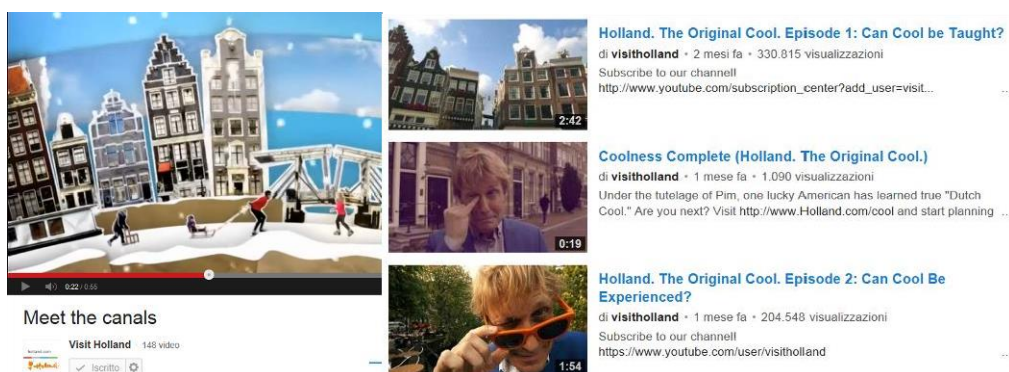 0:22 / 0:55
Meet the canals
Visit Holland 148 video
Iscritto
2:42
Holland. The Original Cool. Episode 1: Can Cool be Taught?
di visitholland • 2 mesi fa • 330.815 visualizzazioni
Subscribe to our channel!
http://www.youtube.com/subscription_center?add_user=visit...
..
0:19
Coolness Complete (Holland. The Original Cool.)
di visitholland • 1 mese fa • 1.090 visualizzazioni
Under the tutelage of Pim, one lucky American has learned true "Dutch
Cool." Are you next? Visit http://www.Holland.com/cool and start planning ..
1:54
Holland. The Original Cool. Episode 2: Can Cool Be
Experienced?
di visitholland • 1 mese fa • 204.548 visualizzazioni
Subscribe to our channel!
https://www.youtube.com/user/visitholland
..